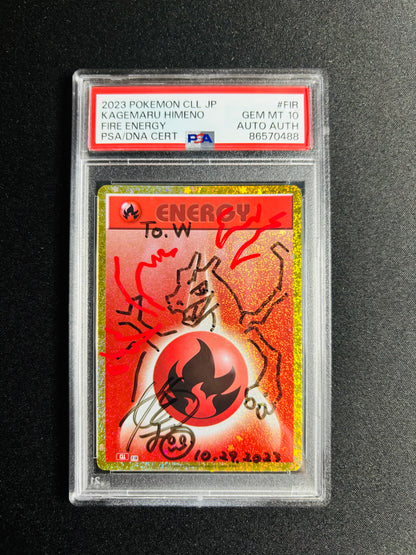 2023 POKEMON CLL JP #FIR
KAGEMARU HIMENO GEM MT 10
FIRE ENERGY AUTO AUTH
PSA/DNA CERT PSA 86570488
ENERGY
To. W
CLL
10.29.2023